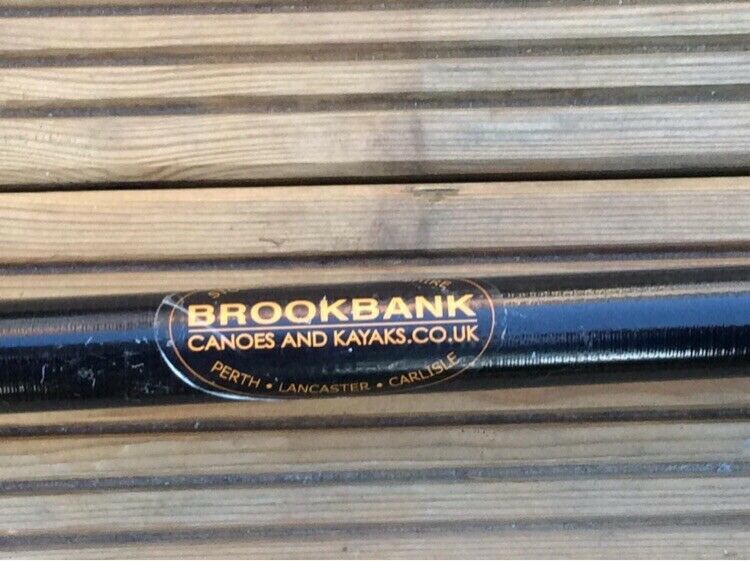 BROOKBANK
CANOES AND KAYAKS.CO.UK
PERTH • LANCASTER • CARLISLE